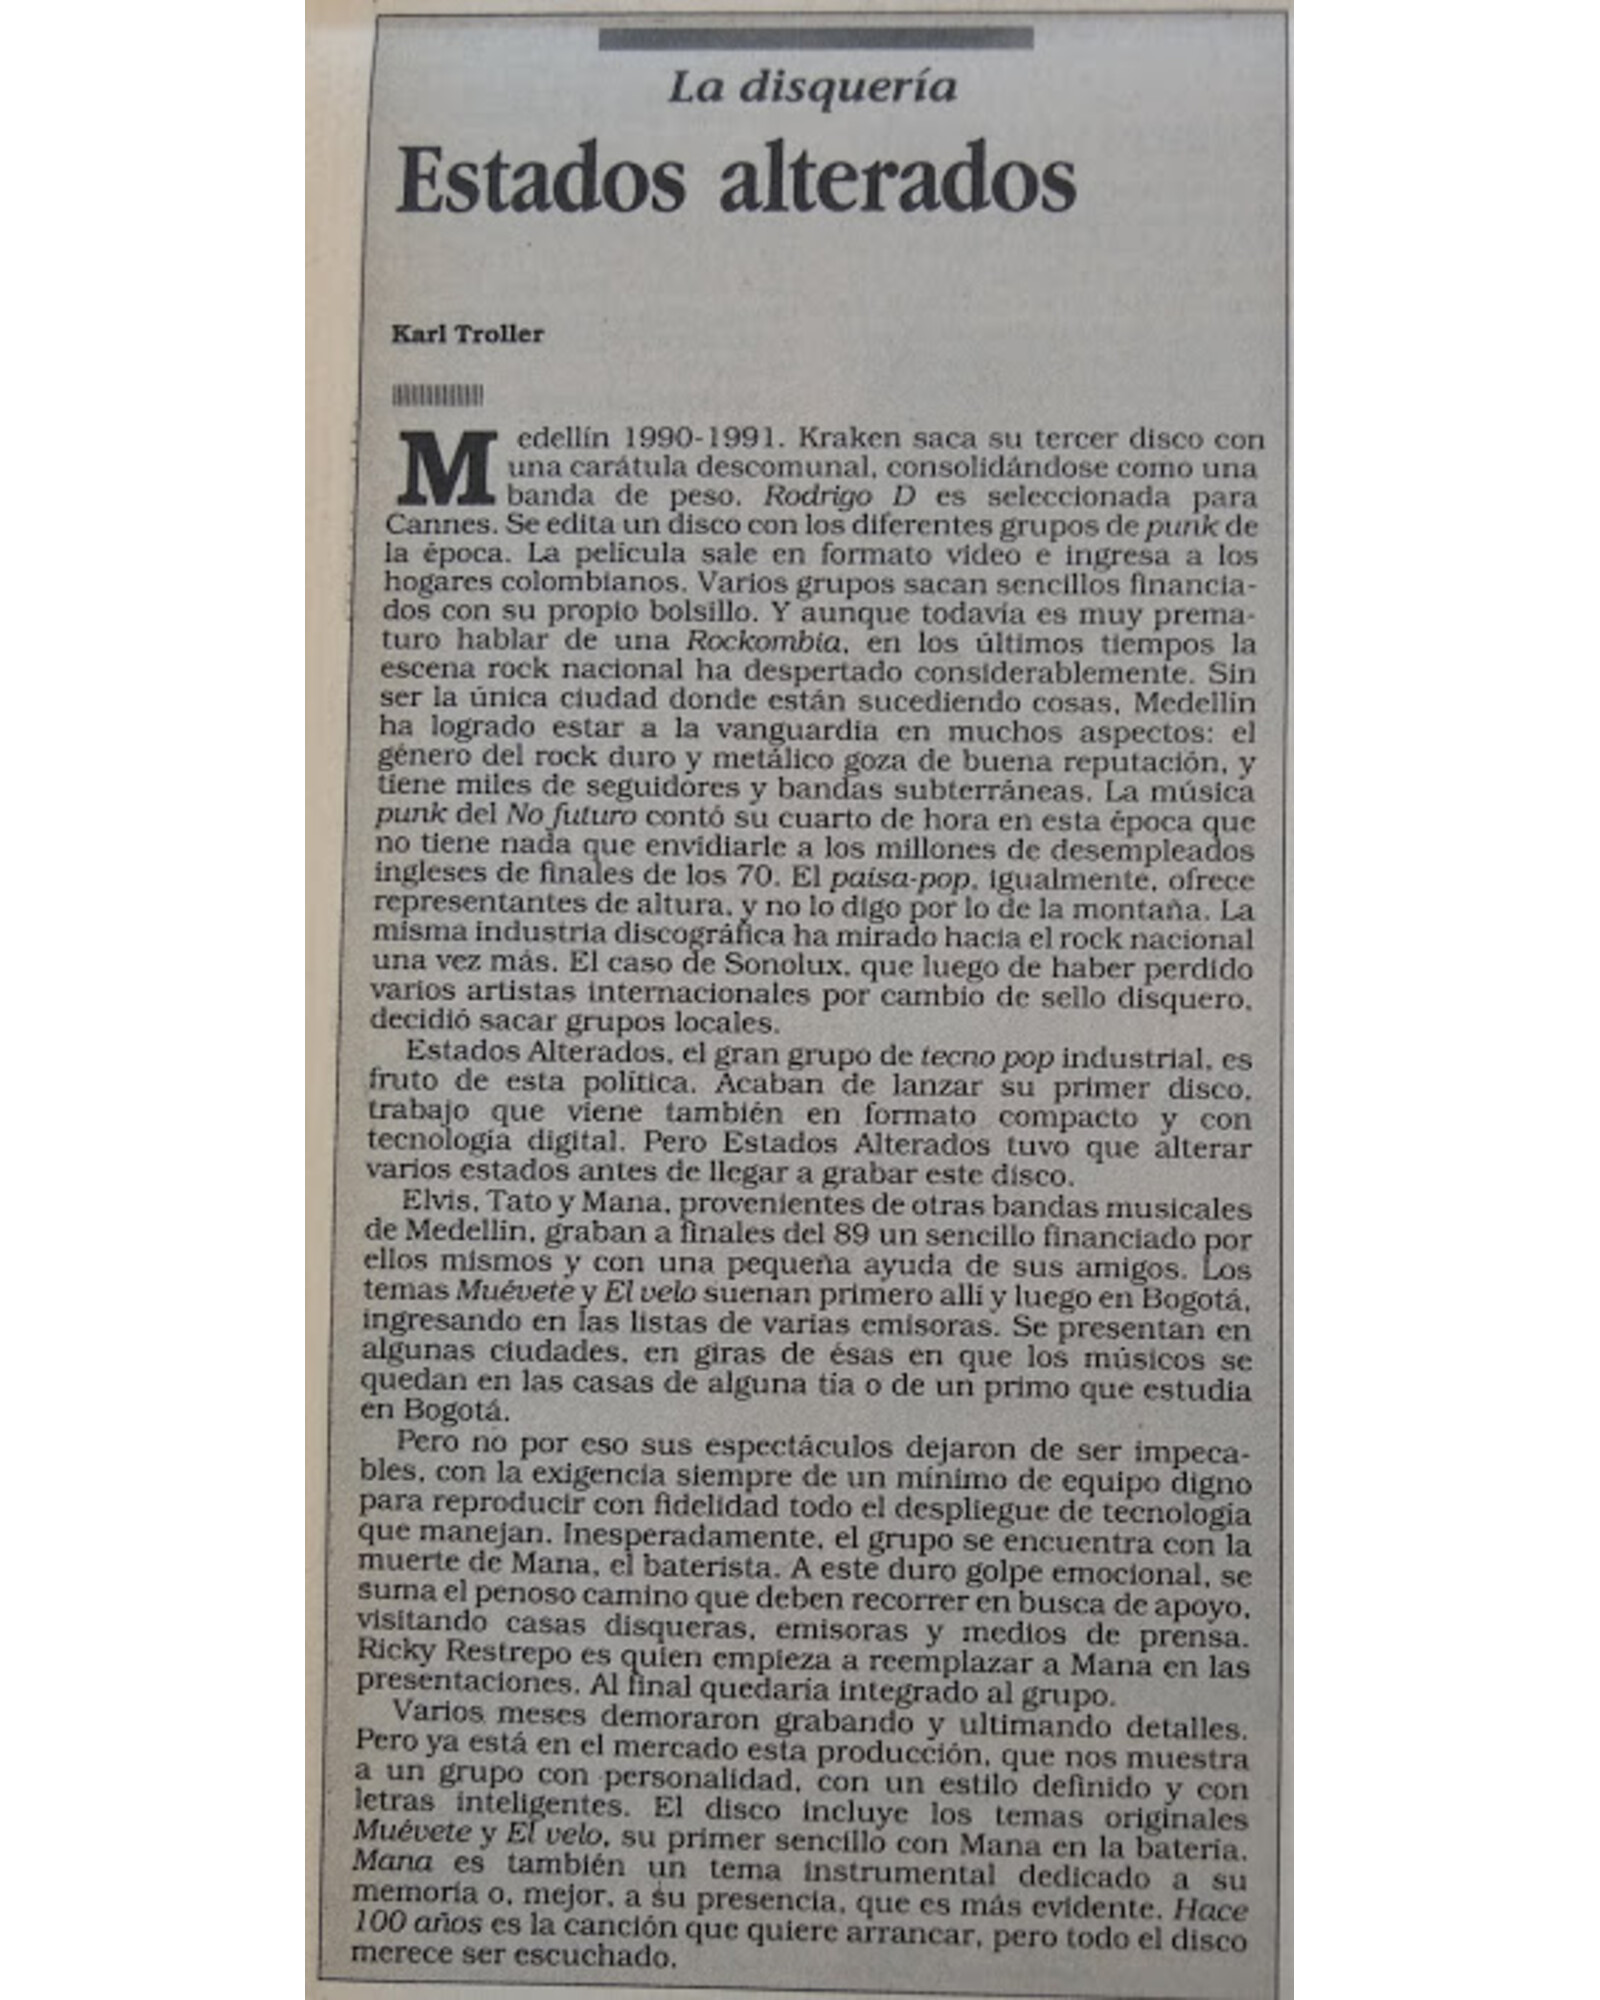 La disquería
Estados alterados
Karl Troller
Medellín 1990-1991. Kraken saca su tercer disco con
una carátula descomunal, consolidándose como una
banda de peso. Rodrigo D es seleccionada para
Cannes. Se edita un disco con los diferentes grupos de punk de
la época. La película sale en formato video e ingresa a los
hogares colombianos. Varios grupos sacan sencillos financia-
dos con su propio bolsillo. Y aunque todavía es muy prema-
turo hablar de una Rockombia, en los últimos tiempos la
escena rock nacional ha despertado considerablemente. Sin
ser la única ciudad donde están sucediendo cosas, Medellín
ha logrado estar a la vanguardia en muchos aspectos: el
género del rock duro y metálico goza de buena reputación, y
tiene miles de seguidores y bandas subterráneas. La música
punk del No futuro contó su cuarto de hora en esta época que
no tiene nada que envidiarle a los millones de desempleados
ingleses de finales de los 70. El paisa-pop, igualmente, ofrece
representantes de altura, y no lo digo por lo de la montaña. La
misma industria discográfica ha mirado hacia el rock nacional
una vez más. El caso de Sonolux, que luego de haber perdido
varios artistas internacionales por cambio de sello disquero,
decidió sacar grupos locales.
Estados Alterados, el gran grupo de tecno pop industrial, es
fruto de esta política. Acaban de lanzar su primer disco,
trabajo que viene también en formato compacto y con
tecnología digital. Pero Estados Alterados tuvo que alterar
varios estados antes de llegar a grabar este disco.
Elvis, Tato y Mana, provenientes de otras bandas musicales
de Medellín, graban a finales del 89 un sencillo financiado por
ellos mismos y con una pequeña ayuda de sus amigos. Los
temas Muévete y El velo suenan primero allí y luego en Bogotá,
ingresando en las listas de varias emisoras. Se presentan en
algunas ciudades, en giras de ésas en que los músicos se
quedan en las casas de alguna tía o de un primo que estudia
en Bogotá.
Pero no por eso sus espectáculos dejaron de ser impeca-
bles, con la exigencia siempre de un mínimo de equipo digno
para reproducir con fidelidad todo el despliegue de tecnología
que manejan. Inesperadamente, el grupo se encuentra con la
muerte de Mana, el baterista. A este duro golpe emocional, se
suma el penoso camino que deben recorrer en busca de apoyo,
visitando casas disqueras, emisoras y medios de prensa.
Ricky Restrepo es quien empieza a reemplazar a Mana en las
presentaciones. Al final quedaría integrado al grupo.
Varios meses demoraron grabando y ultimando detalles.
Pero ya está en el mercado esta producción, que nos muestra
a un grupo con personalidad, con un estilo definido y con
letras inteligentes. El disco incluye los temas originales
Muévete y El velo, su primer sencillo con Mana en la batería.
Mana es también un tema instrumental dedicado a su
memoria o, mejor, a su presencia, que es más evidente. Hace
100 años es la canción que quiere arrancar, pero todo el disco
merece ser escuchado.